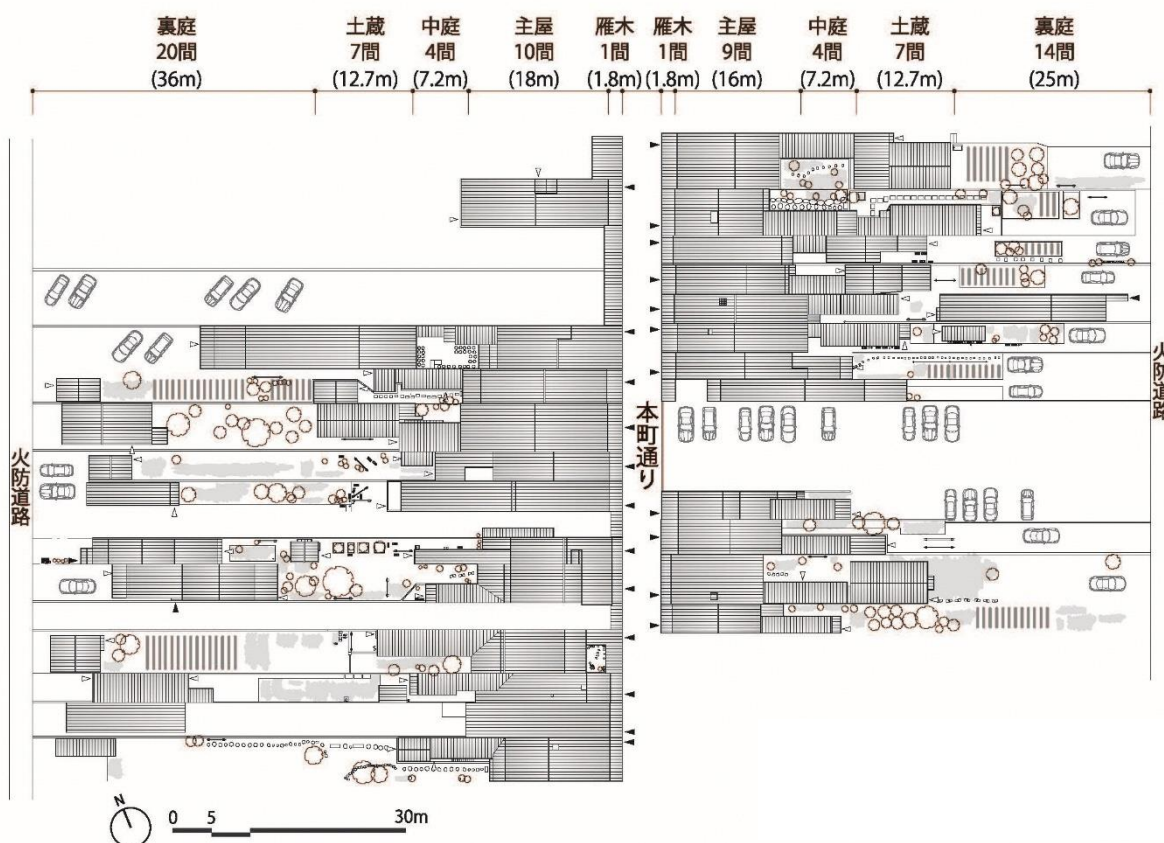 裏庭
20間
(36m)
土蔵
7間
(12.7m)
中庭
4間
(7.2m)
主屋
10間
(18m)
雁木
1間
(1.8m)
雁木
1間
(1.8m)
主屋
9間
(16m)
中庭
4間
(7.2m)
土蔵
7間
(12.7m)
裏庭
14間
(25m)
火防道路
本町通り
火防道路
N
0 5 30m